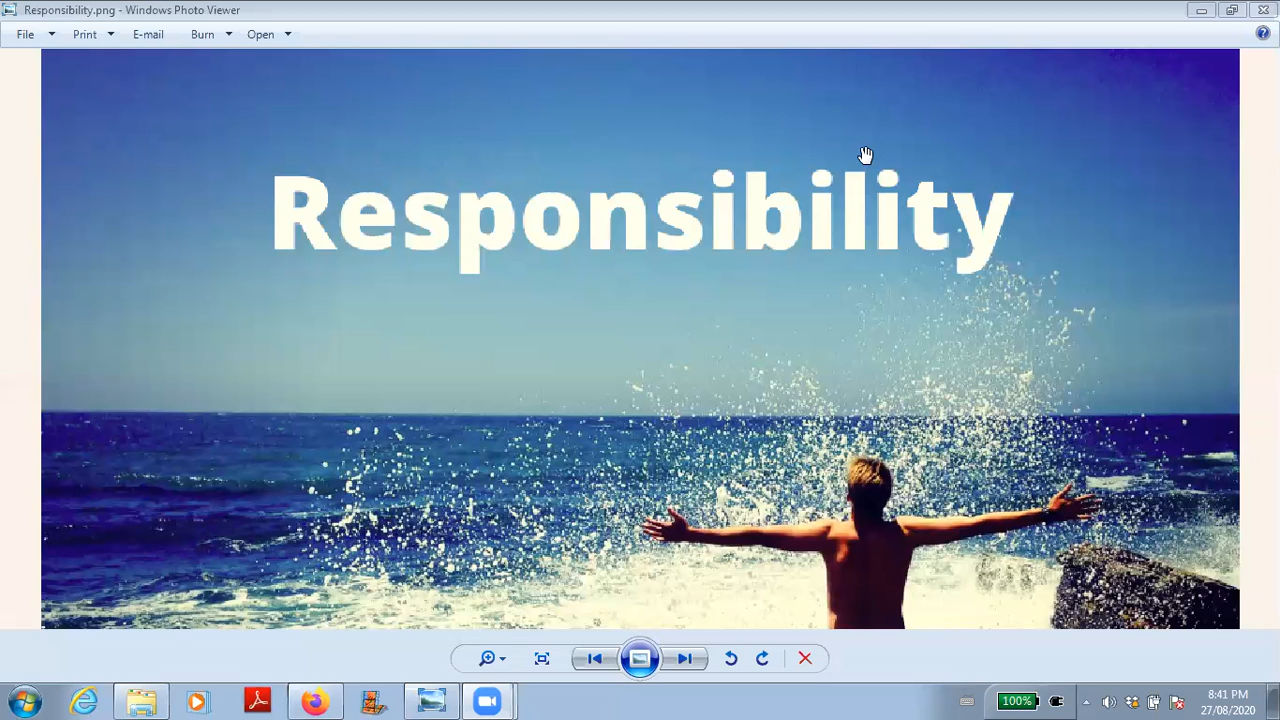 Responsibility.png - Windows Photo Viewer
File Print E-mail Burn Open
Responsibility
100%
8:41 PM
27/08/2020